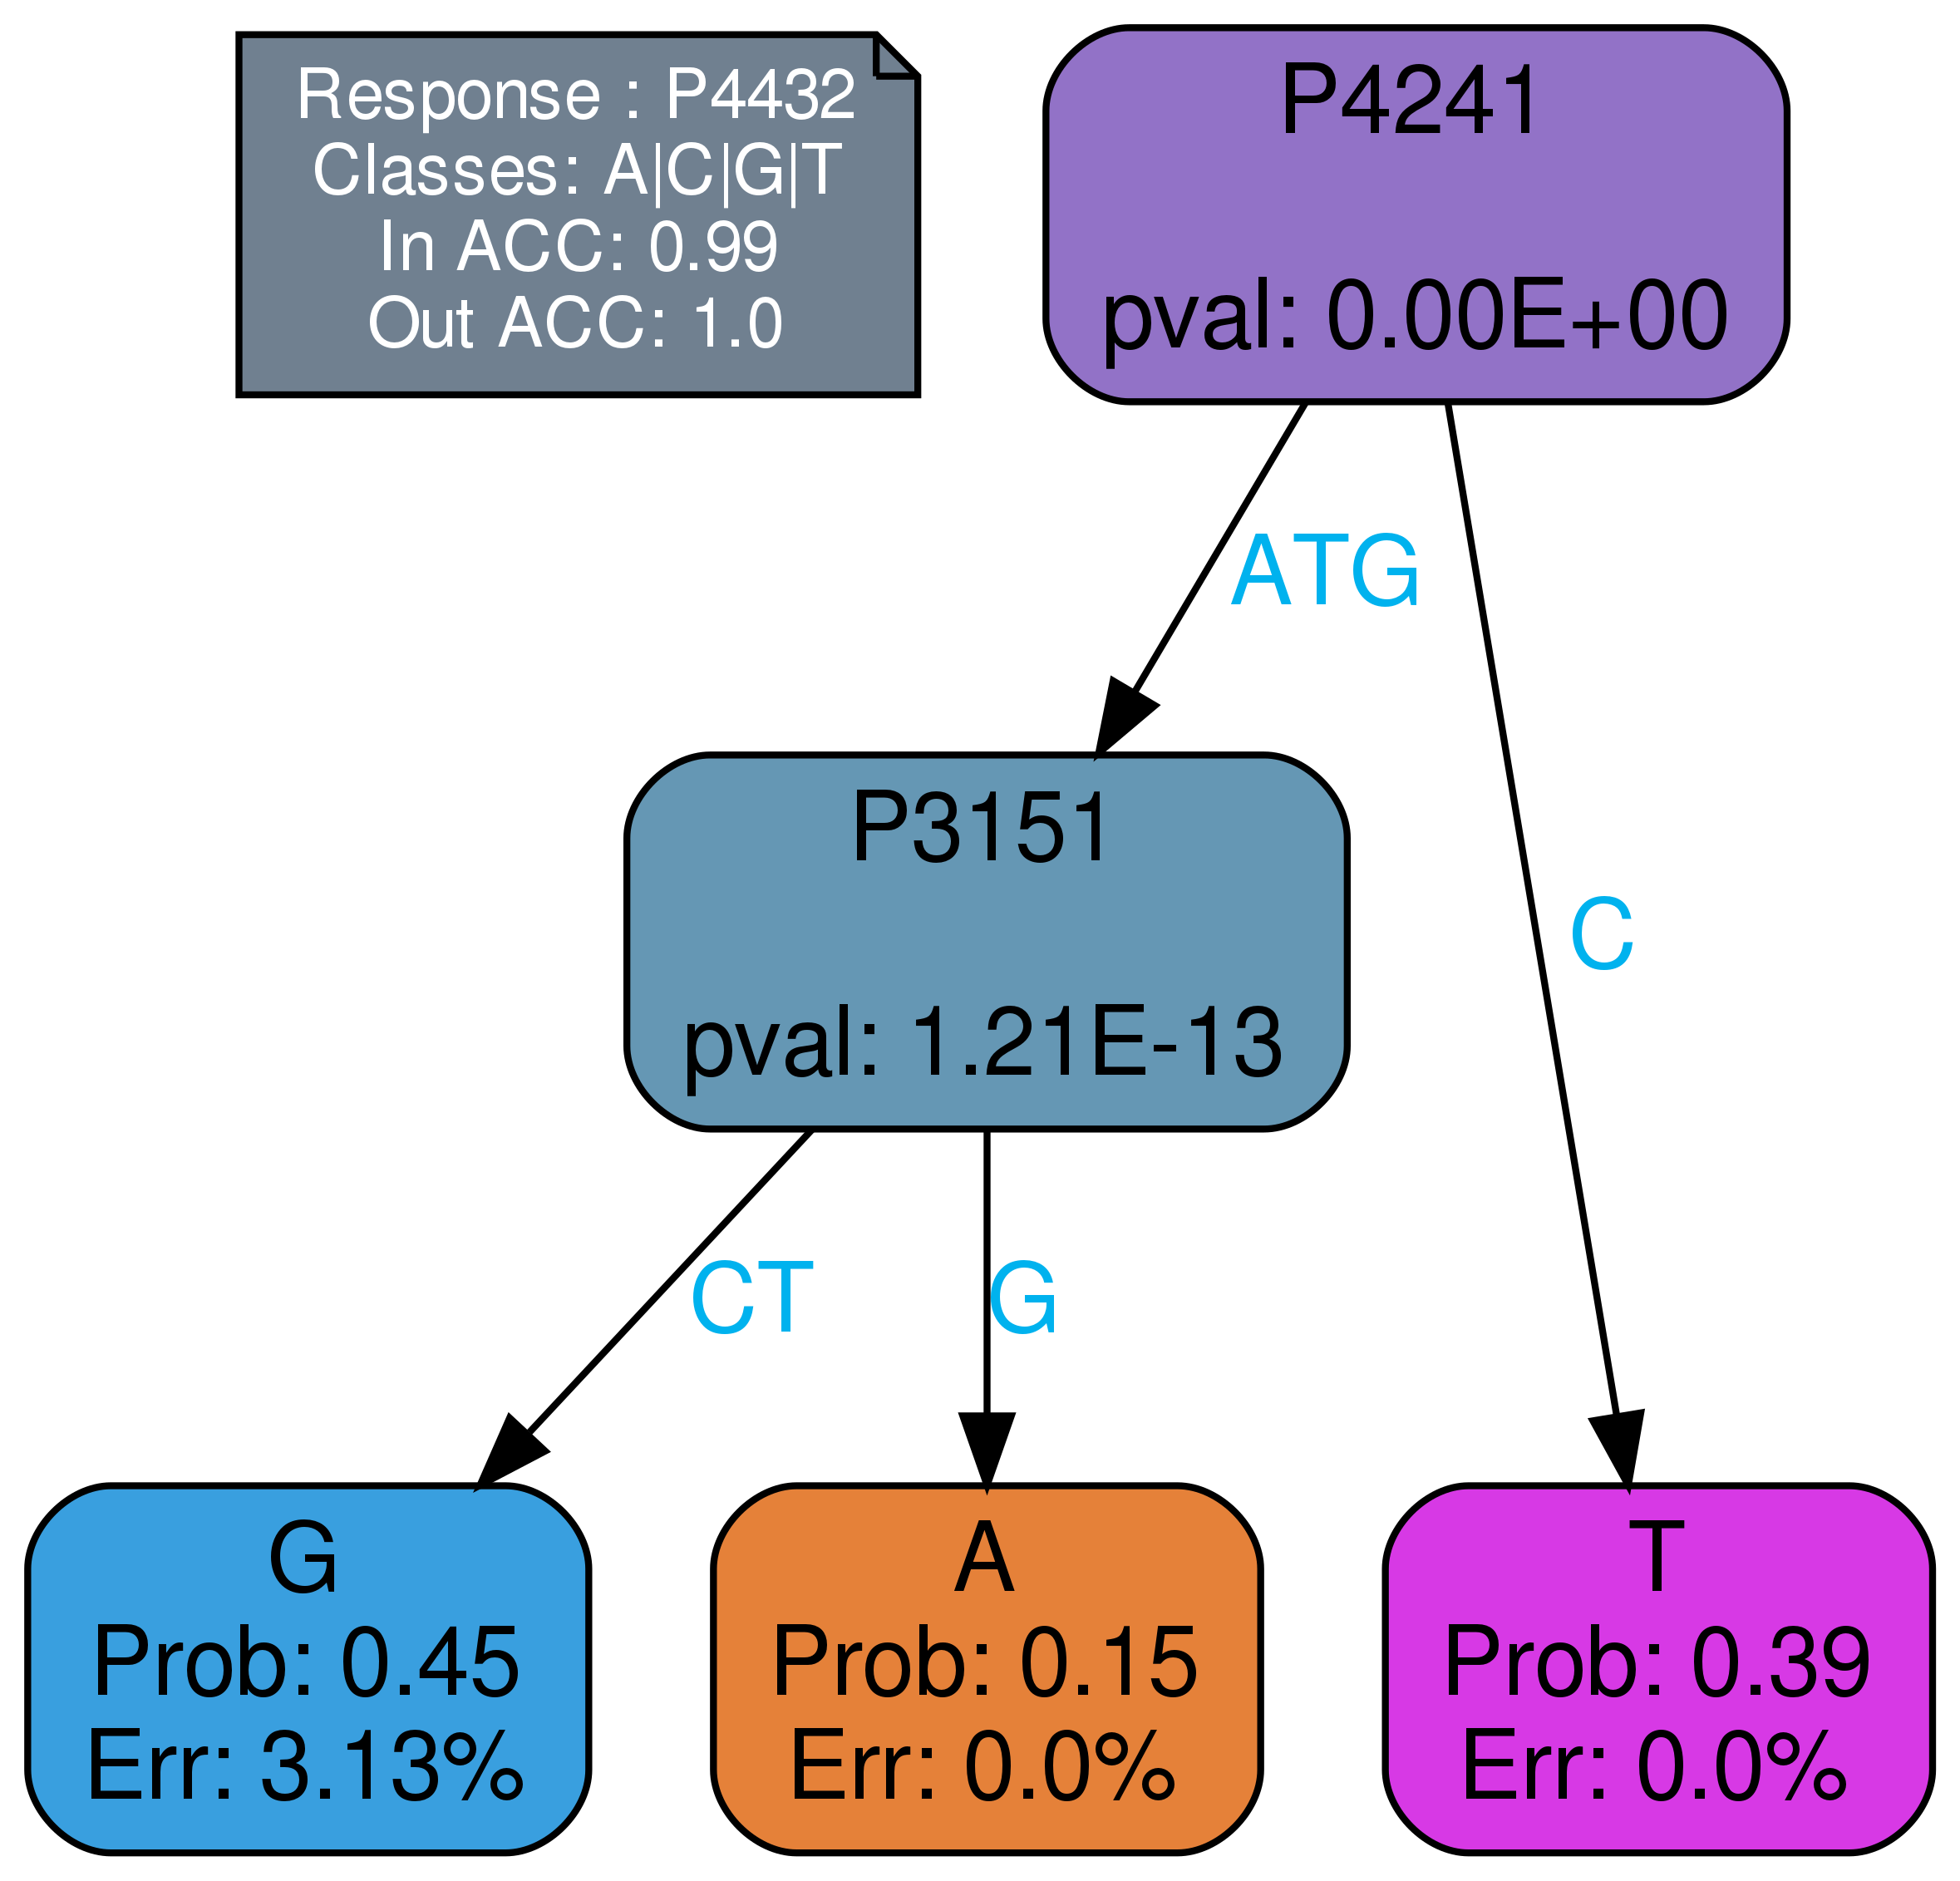 Response : P4432
Classes: A|C|G|T
In ACC: 0.99
Out ACC: 1.0
P4241
pval: 0.00E+00
ATG
C
P3151
pval: 1.21E-13
CT
G
G
Prob: 0.45
Err: 3.13%
A
Prob: 0.15
Err: 0.0%
T
Prob: 0.39
Err: 0.0%